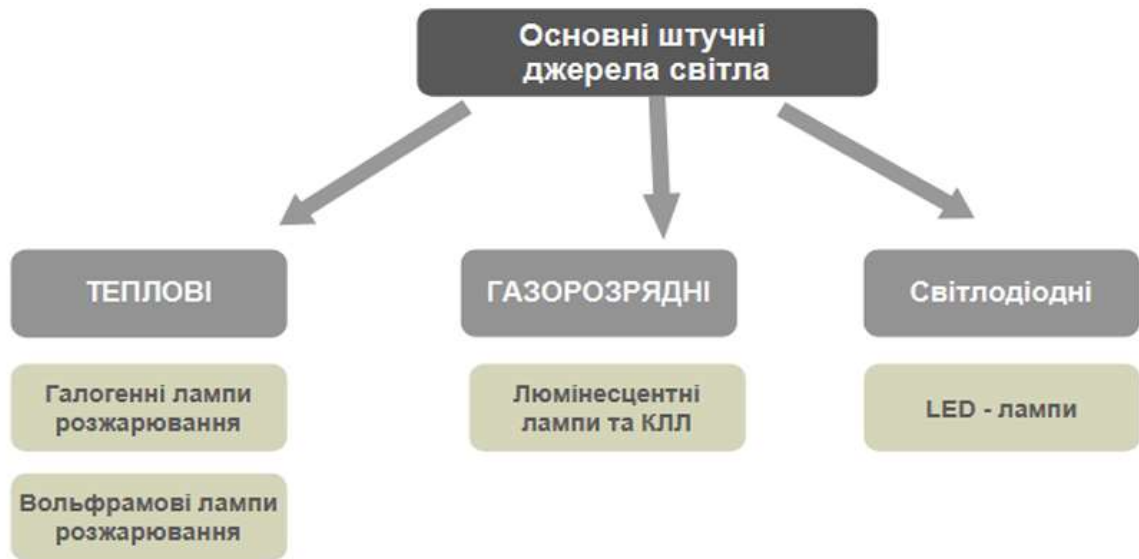 Основні штучні
джерела світла
ТЕПЛОВІ
ГАЗОРОЗРЯДНІ
Світлодіодні
Галогенні лампи
розжарювання
Люмінесцентні
лампи та КЛЛ
LED - лампи
Вольфрамові лампи
розжарювання